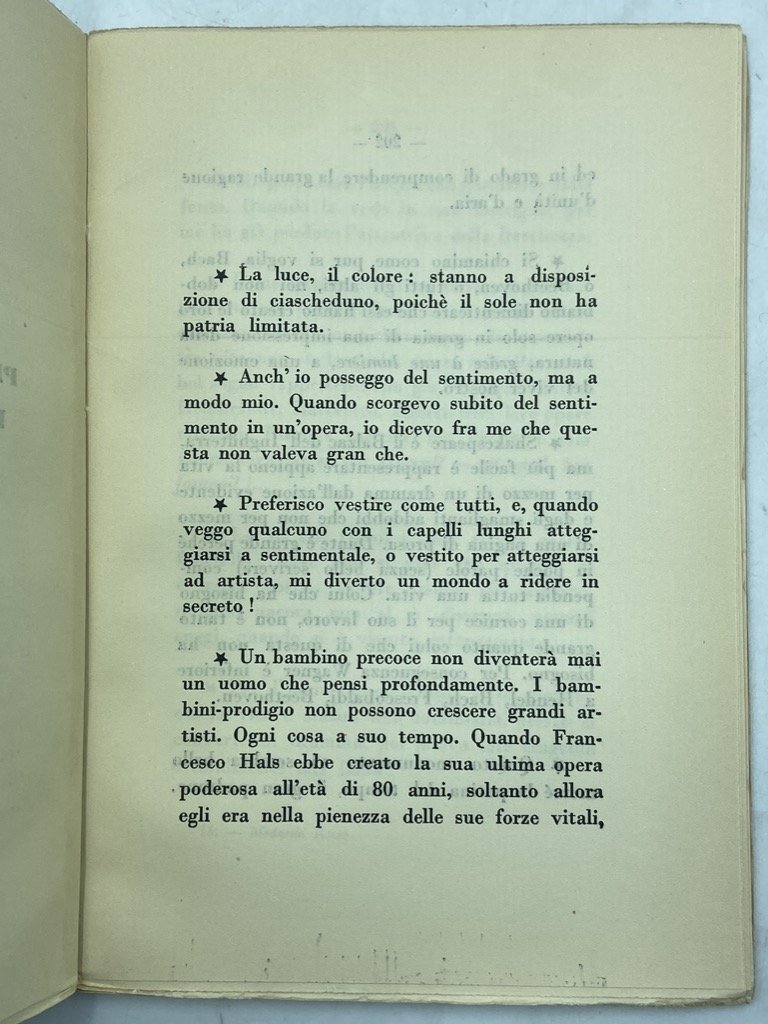 ★ La luce, il colore : stanno a disposi-
zione di ciascheduno, poichè il sole non ha
patria limitata.
★ Anch' io posseggo del sentimento, ma a
modo mio. Quando scorgevo subito del senti-
mento in un'opera, io dicevo fra me che que-
sta non valeva gran che.
★ Preferisco vestire come tutti, e, quando
veggo qualcuno con i capelli lunghi atteg-
giarsi a sentimentale, o vestito per atteggiarsi
ad artista, mi diverto un mondo a ridere in
secreto !
★ Un bambino precoce non diventerà mai
un uomo che pensi profondamente. I bam-
bini-prodigio non possono crescere grandi ar-
tisti. Ogni cosa a suo tempo. Quando Fran-
cesco Hals ebbe creato la sua ultima opera
poderosa all'età di 80 anni, soltanto allora
egli era nella pienezza delle sue forze vitali,